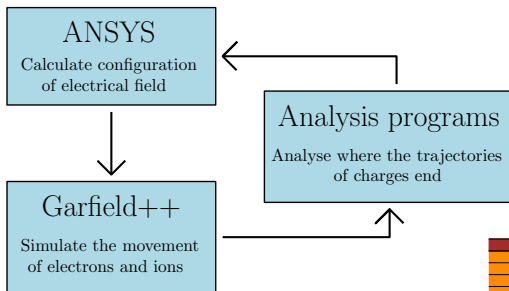 ANSYS
Calculate configuration
of electrical field
Analysis programs
Analyse where the trajectories
of charges end
Garfield++
Simulate the movement
of electrons and ions